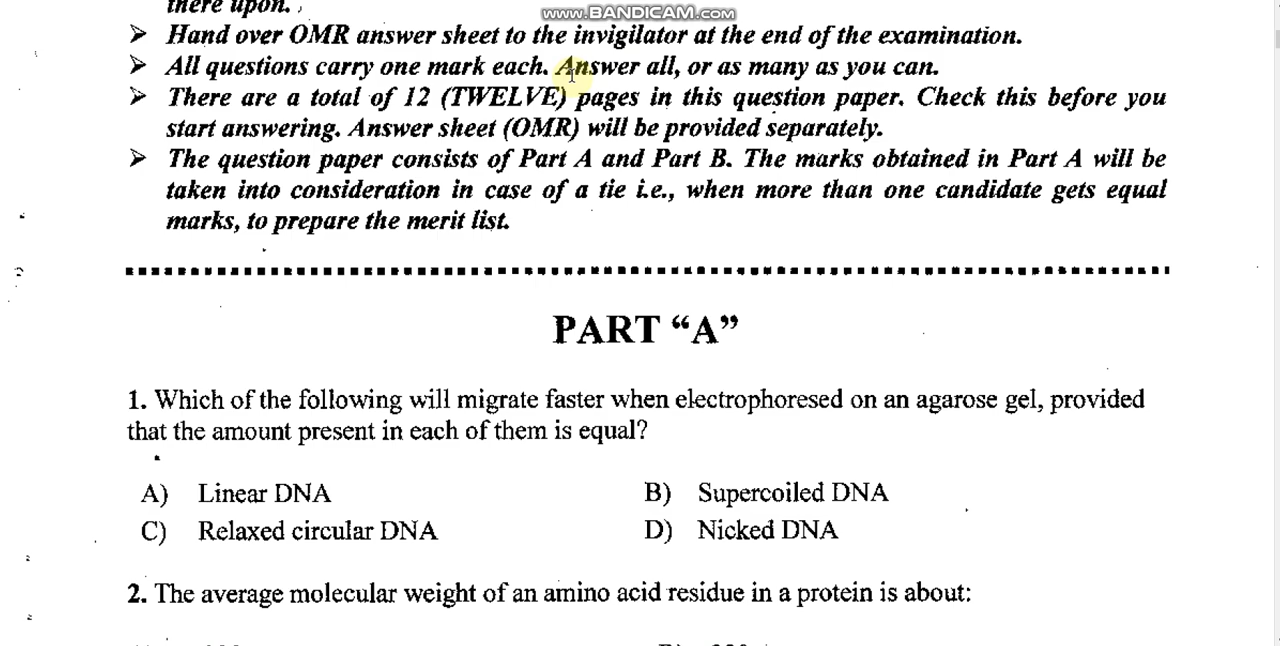 there upon.
www.BANDICAM.com
➢ Hand over OMR answer sheet to the invigilator at the end of the examination.
➢ All questions carry one mark each. Answer all, or as many as you can.
➢ There are a total of 12 (TWELVE) pages in this question paper. Check this before you
start answering. Answer sheet (OMR) will be provided separately.
➢ The question paper consists of Part A and Part B. The marks obtained in Part A will be
taken into consideration in case of a tie i.e., when more than one candidate gets equal
marks, to prepare the merit list.
PART “A”
1. Which of the following will migrate faster when electrophoresed on an agarose gel, provided
that the amount present in each of them is equal?
A) Linear DNA B) Supercoiled DNA
C) Relaxed circular DNA D) Nicked DNA
2. The average molecular weight of an amino acid residue in a protein is about: